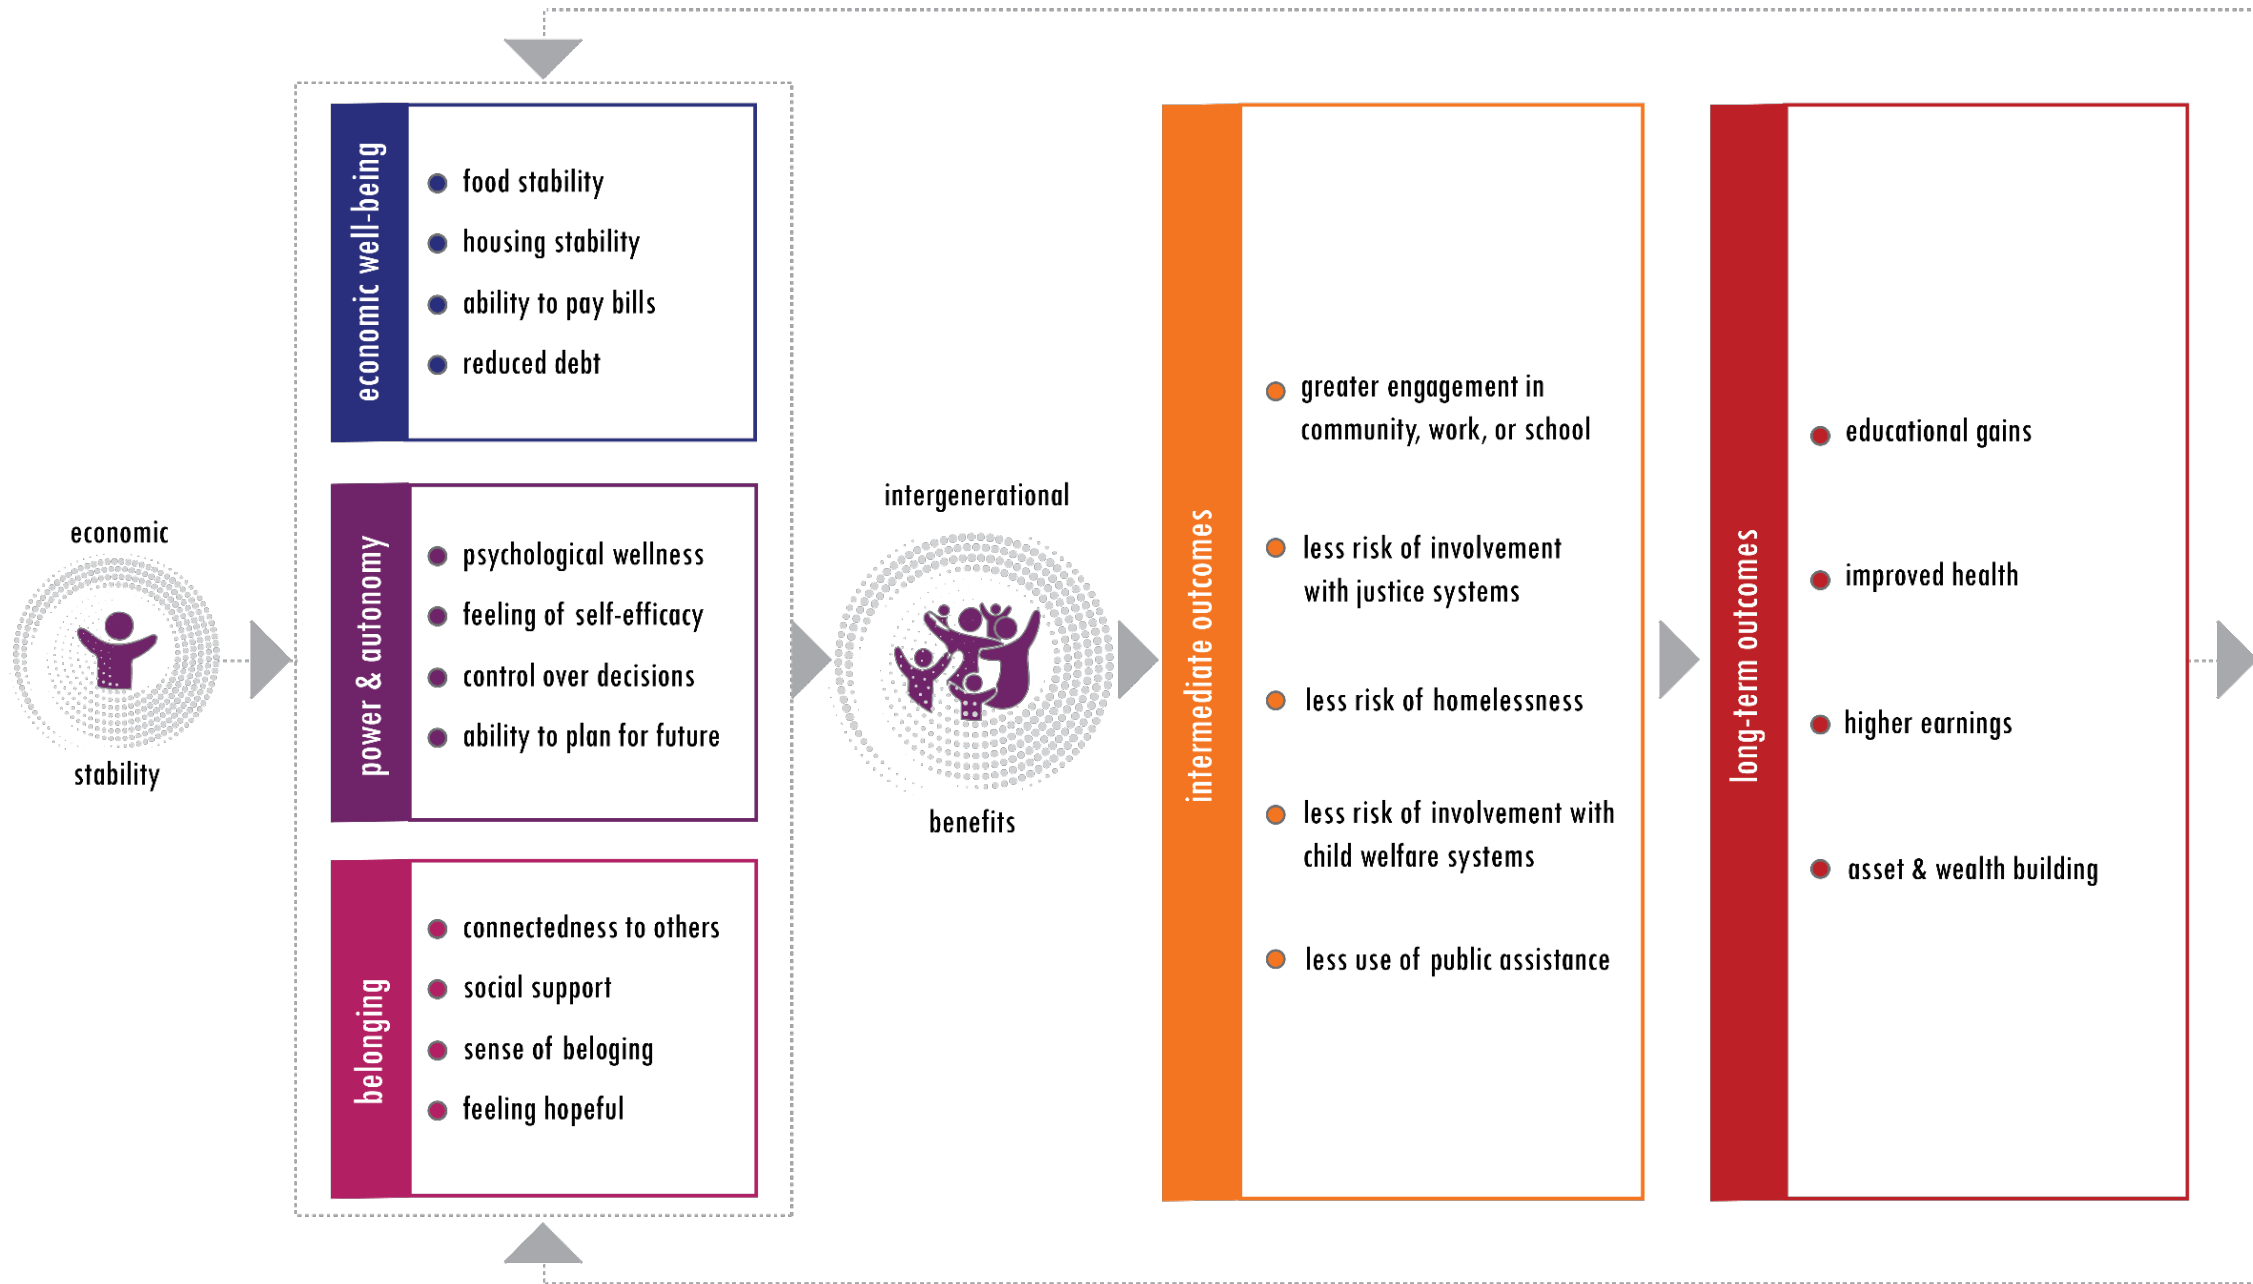 economic
stability
economic well-being
food stability
housing stability
ability to pay bills
reduced debt
power & autonomy
psychological wellness
feeling of self-efficacy
control over decisions
ability to plan for future
belonging
connectedness to others
social support
sense of beloging
feeling hopeful
intergenerational
benefits
intermediate outcomes
greater engagement in
community, work, or school
less risk of involvement
with justice systems
less risk of homelessness
less risk of involvement with
child welfare systems
less use of public assistance
long-term outcomes
educational gains
improved health
higher earnings
asset & wealth building